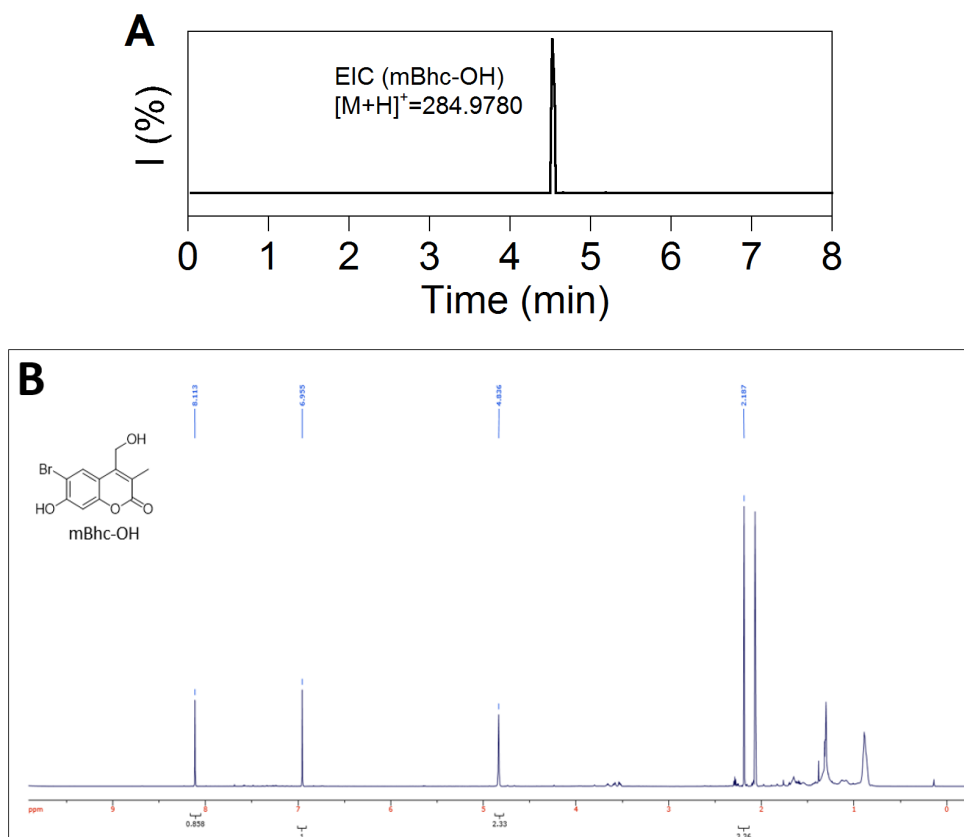 A
EIC (mBhc-OH)
[M+H]⁺=284.9780
I (%)
0 1 2 3 4 5 6 7 8
Time (min)
B
8.113
6.955
4.836
2.187
OH
Br
HO
O
O
mBhc-OH
ppm 9 8 7 6 5 4 3 2 1 0
0.858
1
2.33